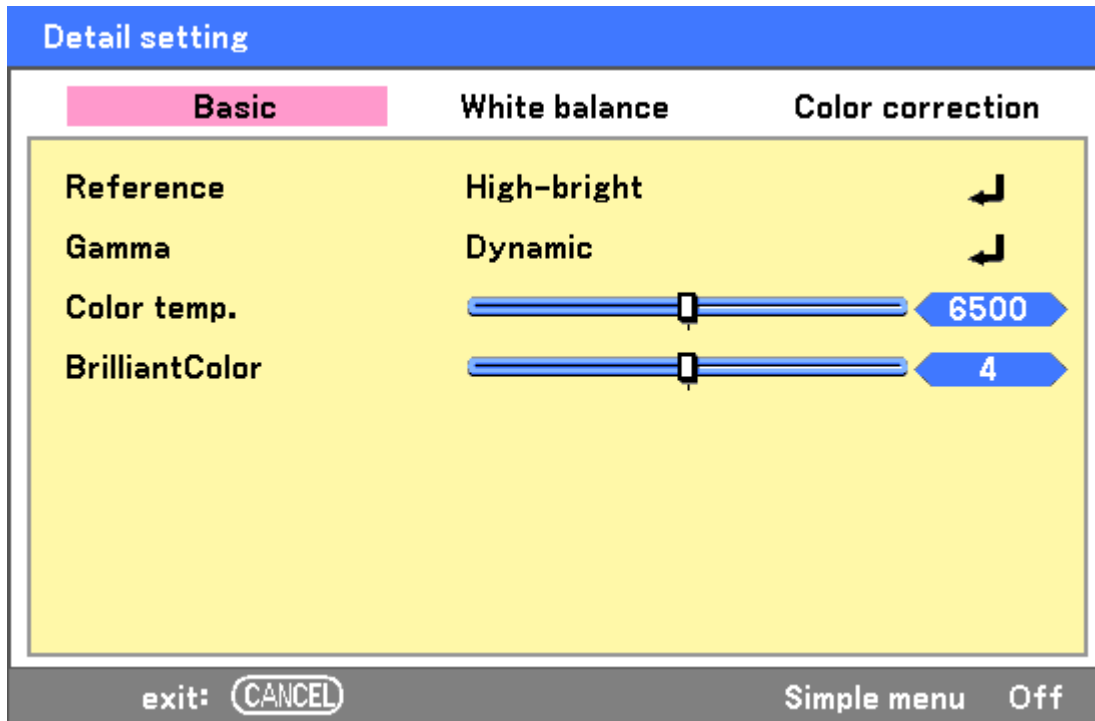 Detail setting
Basic White balance Color correction
Reference High-bright
Gamma Dynamic
Color temp. 6500
BrilliantColor 4
exit: CANCEL Simple menu Off